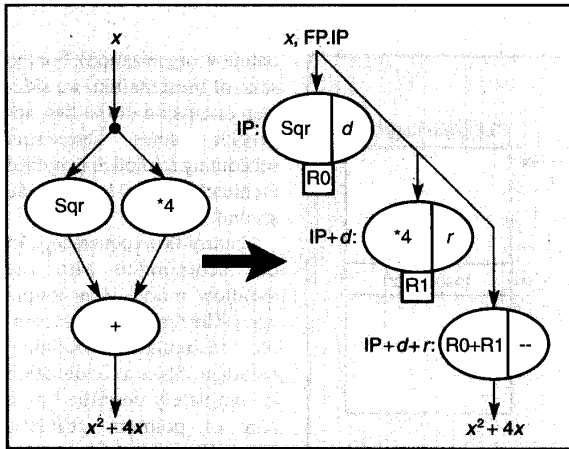 x
Sqr
*4
+
x² + 4x
x, FP.IP
IP: Sqr d
R0
IP+d: *4 r
R1
IP+d+r: R0+R1 --
x² + 4x